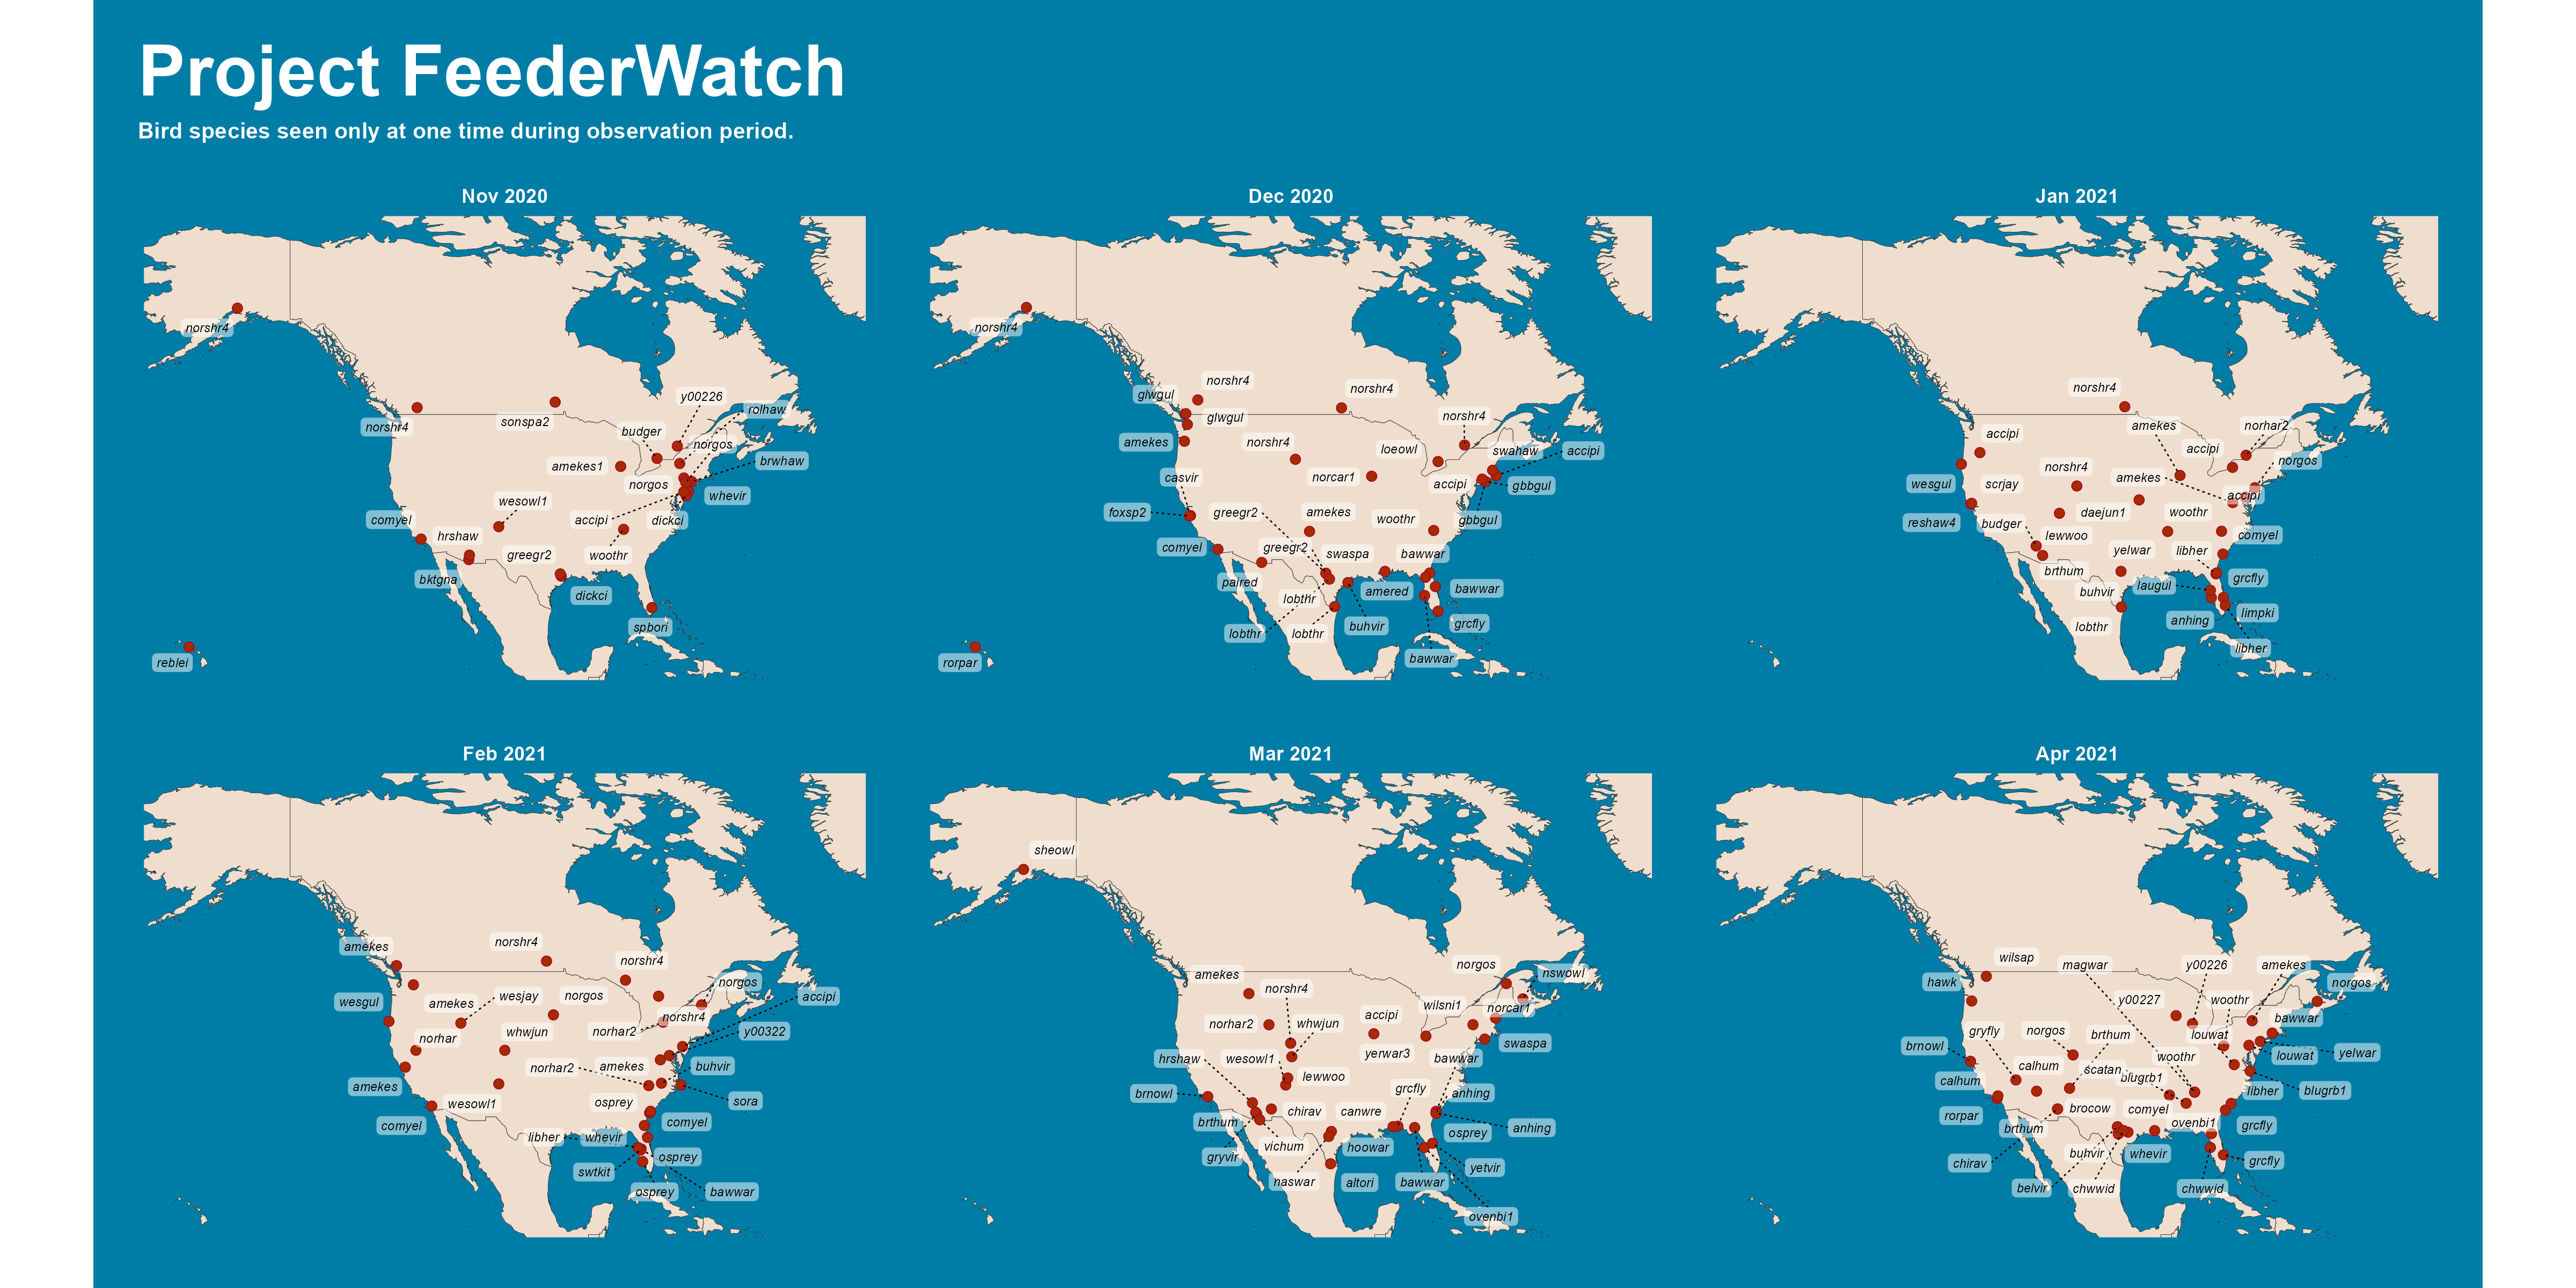 Project FeederWatch
Bird species seen only at one time during observation period.
Nov 2020
norshr4
y00226
rolhaw
norshr4
sonspa2
budger
norgos
amekes1
brwhaw
norgos
whevir
wesowl1
comyel
accipi
dickci
hrshaw
greegr2
woothr
bktgna
dickci
spbori
reblei
Dec 2020
norshr4
norshr4
norshr4
glwgul
glwgul
norshr4
amekes
norshr4
loeowl
swahaw
accipi
casvir
norcar1
accipi
gbbgul
foxsp2
greegr2
amekes
woothr
gbbgul
comyel
greegr2
swaspa
bawwar
paired
amered
bawwar
lobthr
buhvir
grcfly
lobthr
lobthr
bawwar
rorpar
Jan 2021
norshr4
amekes
norhar2
accipi
accipi
norgos
norshr4
amekes
wesgul
scrjay
accipi
reshaw4
budger
daejun1
woothr
lewwoo
comyel
yelwar
libher
brthum
grcfly
laugul
buhvir
limpki
anhing
lobthr
libher
Feb 2021
amekes
norshr4
norshr4
norgos
wesgul
amekes
wesjay
norgos
accipi
norshr4
norhar
whwjun
norhar2
y00322
norhar2
amekes
buhvir
amekes
wesowl1
osprey
sora
comyel
comyel
libher
whevir
osprey
swtkit
osprey
bawwar
Mar 2021
sheowl
amekes
norgos
nswowl
norshr4
wilsni1
norcar1
norhar2
whwjun
accipi
swaspa
hrshaw
wesowl1
yerwar3
bawwar
lewwoo
grcfly
brnowl
anhing
chirav
canwre
brthum
anhing
vichum
hoowar
osprey
gryvir
yetvir
naswar
altori
bawwar
ovenbi1
Apr 2021
wilsap
magwar
y00226
amekes
hawk
norgos
y00227
woothr
bawwar
gryfly
norgos
brthum
louwat
brnowl
woothr
louwat
yelwar
calhum
scatan
blugrb1
calhum
libher
blugrb1
rorpar
brocow
comyel
brthum
ovenbi1
grcfly
buhvir
whevir
chirav
grcfly
belvir
chwwid
chwwid